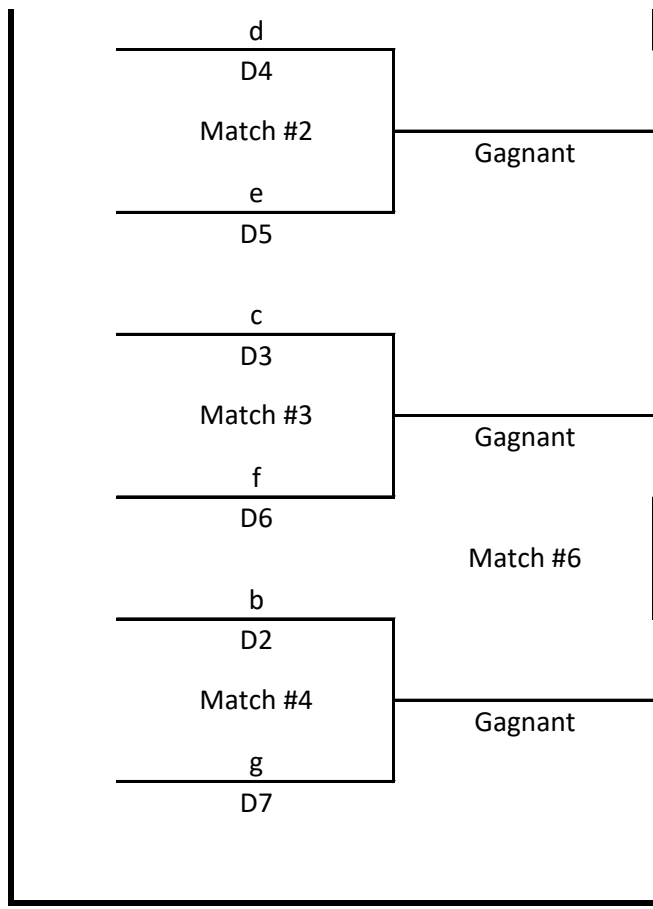 d
D4
Match #2
Gagnant
e
D5
c
D3
Match #3
Gagnant
f
D6
Match #6
b
D2
Match #4
Gagnant
g
D7